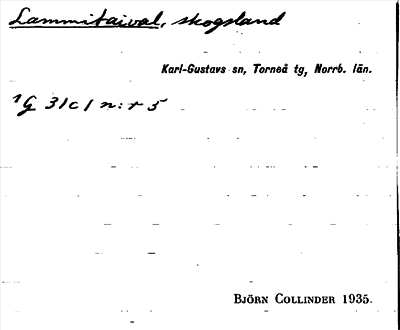 Lammitaival, skogsland
Karl-Gustavs sn, Torneå tg, Norrb. län.
1G 31c1 n:r 5
BJÖRN COLLINDER 1935.